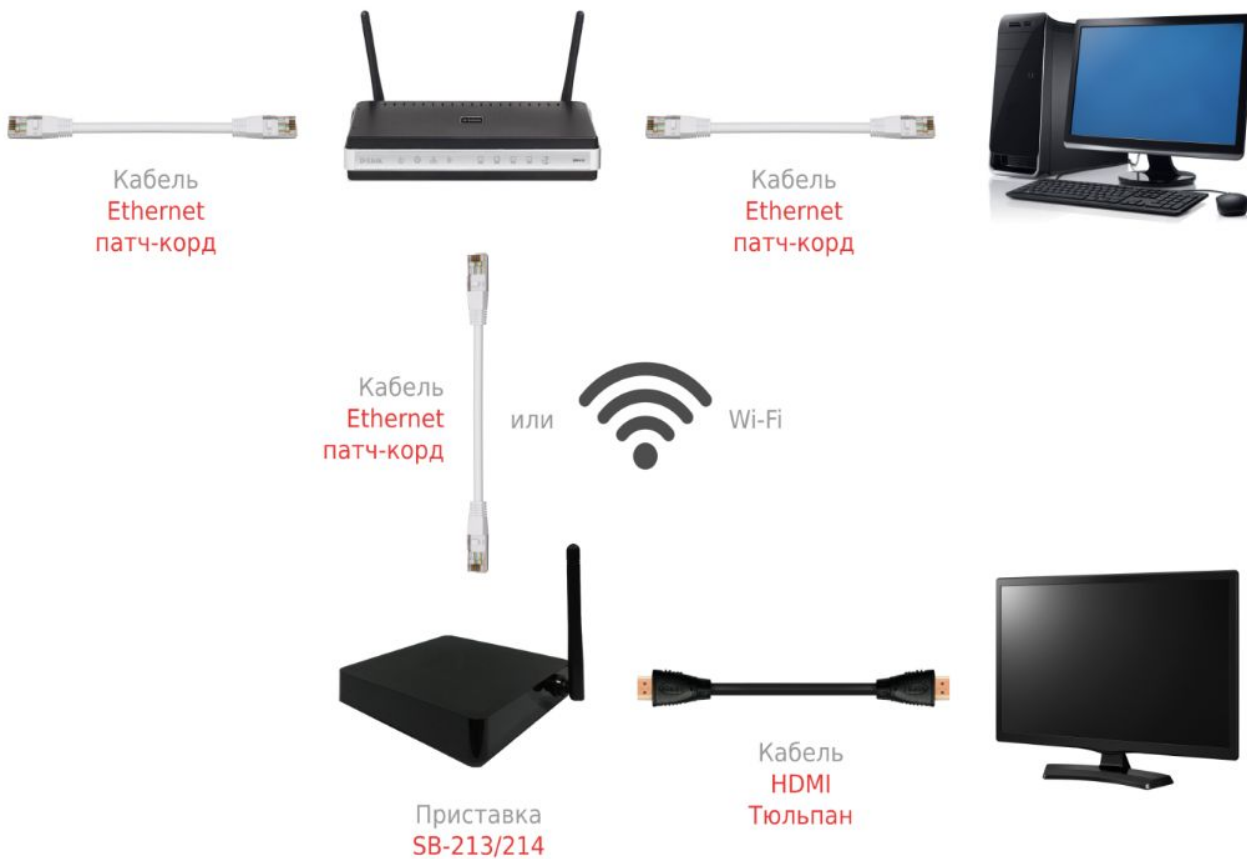 Кабель
Ethernet
патч-корд
D-Link
Кабель
Ethernet
патч-корд
Кабель
Ethernet
патч-корд
или
Wi-Fi
Приставка
SB-213/214
Кабель
HDMI
Тюльпан